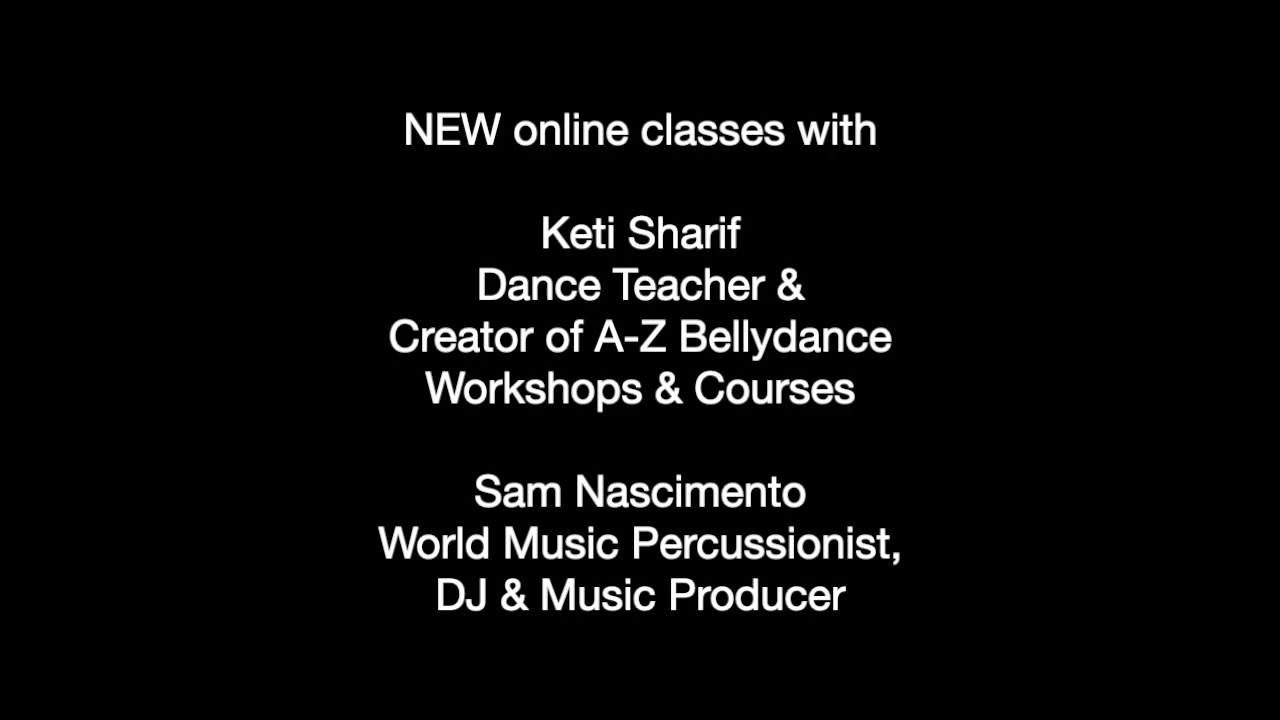 NEW online classes with
Keti Sharif
Dance Teacher &
Creator of A-Z Bellydance
Workshops & Courses
Sam Nascimento
World Music Percussionist,
DJ & Music Producer